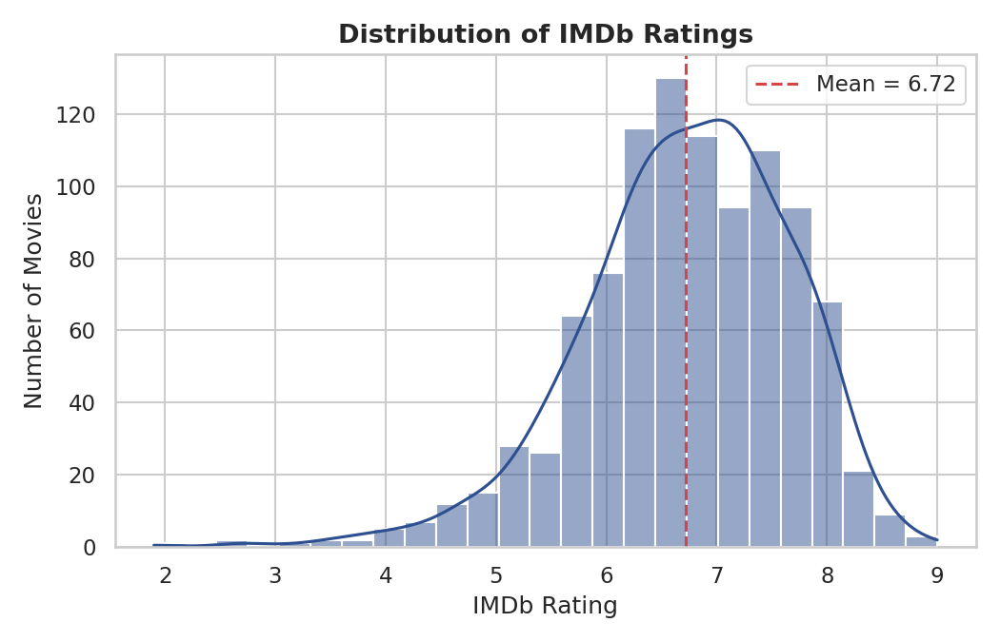 Distribution of IMDb Ratings
Mean = 6.72
Number of Movies
120
100
80
60
40
20
0
2 3 4 5 6 7 8 9
IMDb Rating